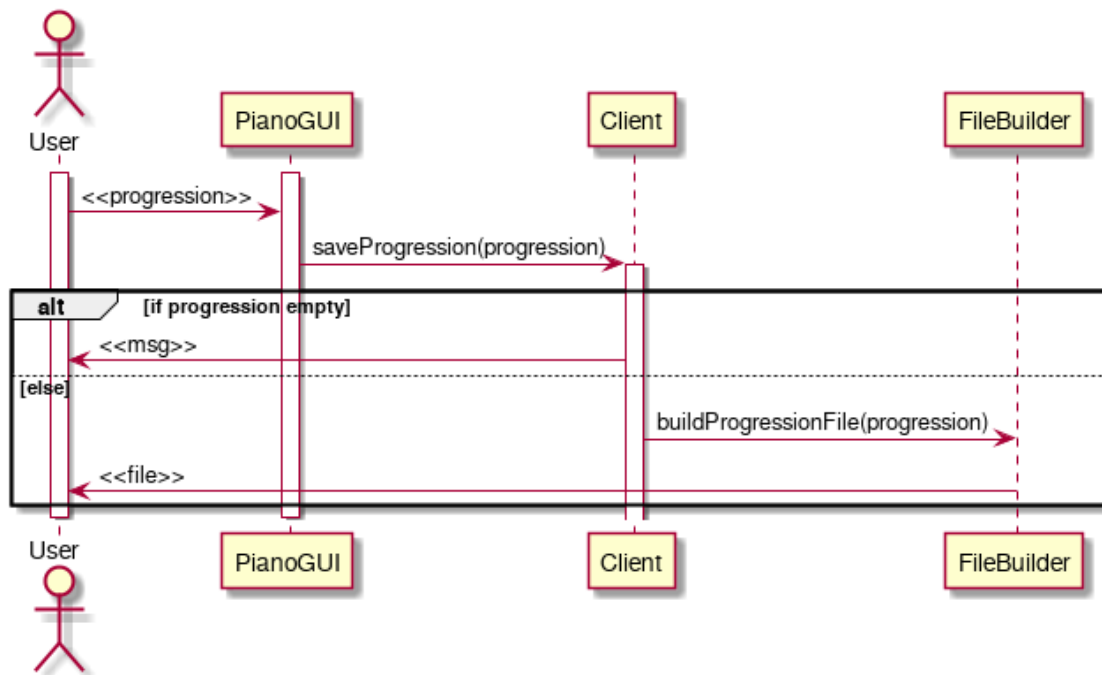 User
PianoGUI
Client
FileBuilder
<<progression>>
saveProgression(progression)
alt
[if progression empty]
<<msg>>
[else]
buildProgressionFile(progression)
<<file>>
User
PianoGUI
Client
FileBuilder